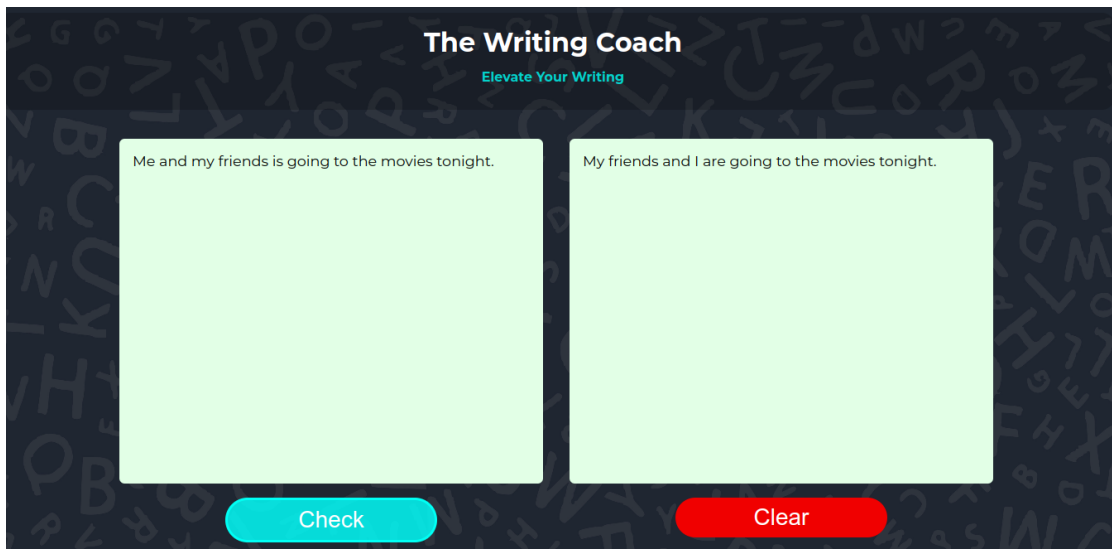 The Writing Coach
Elevate Your Writing
Me and my friends is going to the movies tonight.
My friends and I are going to the movies tonight.
Check
Clear